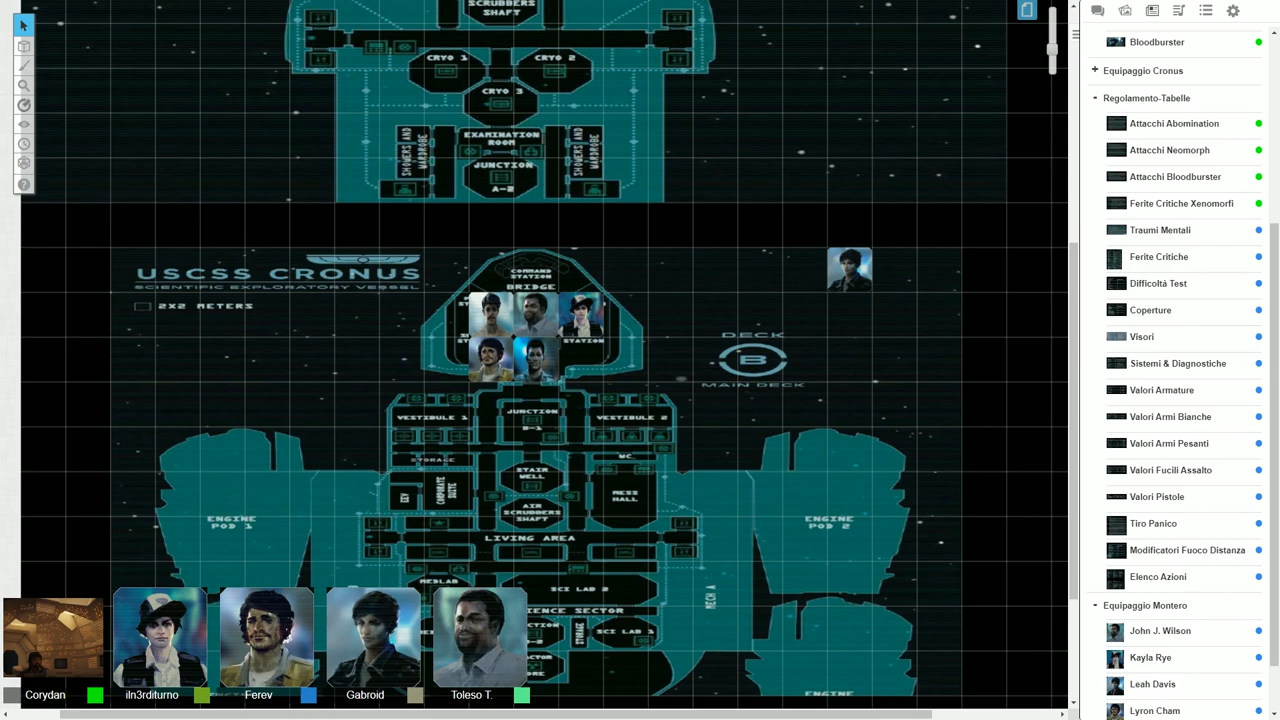 SCRUBBERS
SHAFT
CRYO 1
CRYO 2
CRYO 3
EXAMINATION
ROOM
SHOWERS AND
WARDROBE
SHOWERS AND
WARDROBE
JUNCTION
A-2
USCSS CRONUS
SCIENTIFIC EXPLORATORY VESSEL
2X2 METERS
COMMAND
STATION
BRIDGE
STATION
DECK
B
MAIN DECK
VESTIBULE 1
JUNCTION
B-1
VESTIBULE 2
STORAGE
WC
STAIR
WELL
EEV
CORPORATE
SUITE
MESS
HALL
AIR
SCRUBBERS
SHAFT
ENGINE
POD 1
ENGINE
POD 2
LIVING AREA
MEDLAB
SCI LAB 2
MECH A
SCI LAB 1
STORAGE
ENGINE
Corydan
iln3rditurno
Ferev
Gabroid
Toleso T.
Equipaggio Cronus
Regolamento-Tabelle
Attacchi Abomination
Attacchi Neomorph
Attacchi Bloodburster
Ferite Critiche Xenomorfi
Traumi Mentali
Ferite Critiche
Difficoltà Test
Coperture
Visori
Sistemi & Diagnostiche
Valori Armature
Valori Armi Bianche
Valori Armi Pesanti
Valori Fucili Assalto
Valori Pistole
Tiro Panico
Modificatori Fuoco Distanza
Elenco Azioni
Equipaggio Montero
John J. Wilson
Kayla Rye
Leah Davis
Lyron Cham